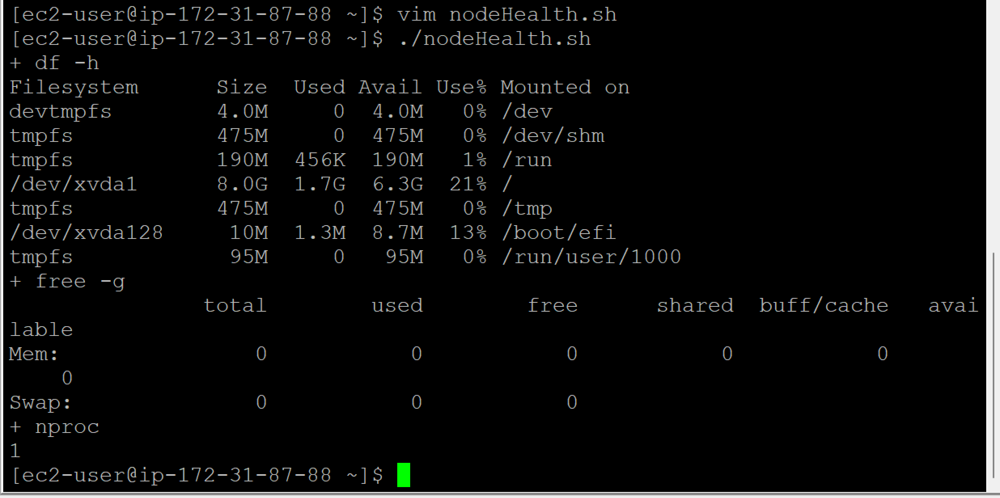 [ec2-user@ip-172-31-87-88 ~]$ vim nodeHealth.sh
[ec2-user@ip-172-31-87-88 ~]$ ./nodeHealth.sh
+ df -h
Filesystem      Size  Used Avail Use% Mounted on
devtmpfs        4.0M     0  4.0M   0% /dev
tmpfs           475M     0  475M   0% /dev/shm
tmpfs           190M  456K  190M   1% /run
/dev/xvda1      8.0G  1.7G  6.3G  21% /
tmpfs           475M     0  475M   0% /tmp
/dev/xvda128     10M  1.3M  8.7M  13% /boot/efi
tmpfs            95M     0   95M   0% /run/user/1000
+ free -g
               total        used        free      shared  buff/cache   avai
lable
Mem:               0           0           0           0           0
    0
Swap:              0           0           0
+ nproc
1
[ec2-user@ip-172-31-87-88 ~]$